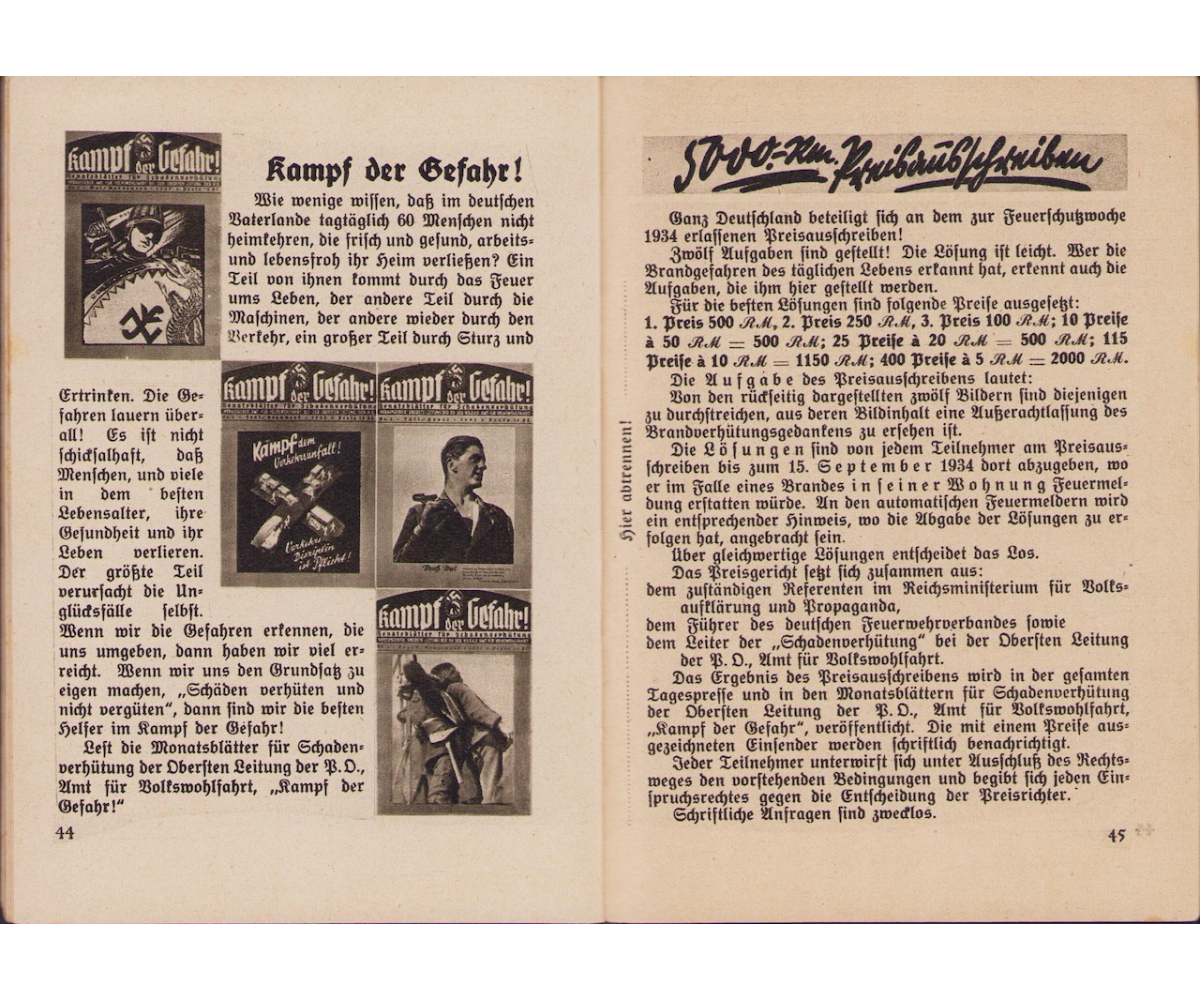 Kampf der Gefahr!
Wie wenige wissen, daß im deutschen
Vaterlande tagtäglich 60 Menschen nicht
heimkehren, die frisch und gesund, arbeits-
und lebensfroh ihr Heim verließen? Ein
Teil von ihnen kommt durch das Feuer
ums Leben, der andere Teil durch die
Maschinen, der andere wieder durch den
Verkehr, ein großer Teil durch Sturz und
Ertrinken. Die Ge-
fahren lauern über-
all! Es ist nicht
schicksalhaft, daß
Menschen, und viele
in dem besten
Lebensalter, ihre
Gesundheit und ihr
Leben verlieren.
Der größte Teil
verursacht die Un-
glücksfälle selbst.
Wenn wir die Gefahren erkennen, die
uns umgeben, dann haben wir viel er-
reicht. Wenn wir uns den Grundsatz zu
eigen machen, „Schäden verhüten und
nicht vergüten“, dann sind wir die besten
Helfer im Kampf der Gefahr!
Lest die Monatsblätter für Schaden-
verhütung der Obersten Leitung der P. O.,
Amt für Volkswohlfahrt, „Kampf der
Gefahr!“
44
Kampf der Gefahr!
Monatsblätter für Schadenverhütung
Kampf der Gefahr!
Monatsblätter für Schadenverhütung
Kampf dem
Verkehrsunfall!
Verkehrs
Disziplin
ist Pflicht!
Kampf der Gefahr!
Monatsblätter für Schadenverhütung
Kampf der Gefahr!
Monatsblätter für Schadenverhütung
5000.-RM. Preisausschreiben
Ganz Deutschland beteiligt sich an dem zur Feuerschutzwoche
1934 erlassenen Preisausschreiben!
Zwölf Aufgaben sind gestellt! Die Lösung ist leicht. Wer die
Brandgefahren des täglichen Lebens erkannt hat, erkennt auch die
Aufgaben, die ihm hier gestellt werden.
Für die besten Lösungen sind folgende Preise ausgesetzt:
1. Preis 500 RM, 2. Preis 250 RM, 3. Preis 100 RM; 10 Preise
à 50 RM = 500 RM; 25 Preise à 20 RM = 500 RM; 115
Preise à 10 RM = 1150 RM; 400 Preise à 5 RM = 2000 RM.
Die Aufgabe des Preisausschreibens lautet:
Von den rückseitig dargestellten zwölf Bildern sind diejenigen
zu durchstreichen, aus deren Bildinhalt eine Außerachtlassung des
Brandverhütungsgedankens zu ersehen ist.
Die Lösungen sind von jedem Teilnehmer am Preisaus-
schreiben bis zum 15. September 1934 dort abzugeben, wo
er im Falle eines Brandes in seiner Wohnung Feuermel-
dung erstatten würde. An den automatischen Feuermeldern wird
ein entsprechender Hinweis, wo die Abgabe der Lösungen zu er-
folgen hat, angebracht sein.
Über gleichwertige Lösungen entscheidet das Los.
Das Preisgericht setzt sich zusammen aus:
dem zuständigen Referenten im Reichsministerium für Volks-
aufklärung und Propaganda,
dem Führer des deutschen Feuerwehrverbandes sowie
dem Leiter der „Schadenverhütung“ bei der Obersten Leitung
der P. O., Amt für Volkswohlfahrt.
Das Ergebnis des Preisausschreibens wird in der gesamten
Tagespresse und in den Monatsblättern für Schadenverhütung
der Obersten Leitung der P. O., Amt für Volkswohlfahrt,
„Kampf der Gefahr“, veröffentlicht. Die mit einem Preise aus-
gezeichneten Einsender werden schriftlich benachrichtigt.
Jeder Teilnehmer unterwirft sich unter Ausschluß des Rechts-
weges den vorstehenden Bedingungen und begibt sich jeden Ein-
spruchsrechtes gegen die Entscheidung der Preisrichter.
Schriftliche Anfragen sind zwecklos.
Hier abtrennen!
45